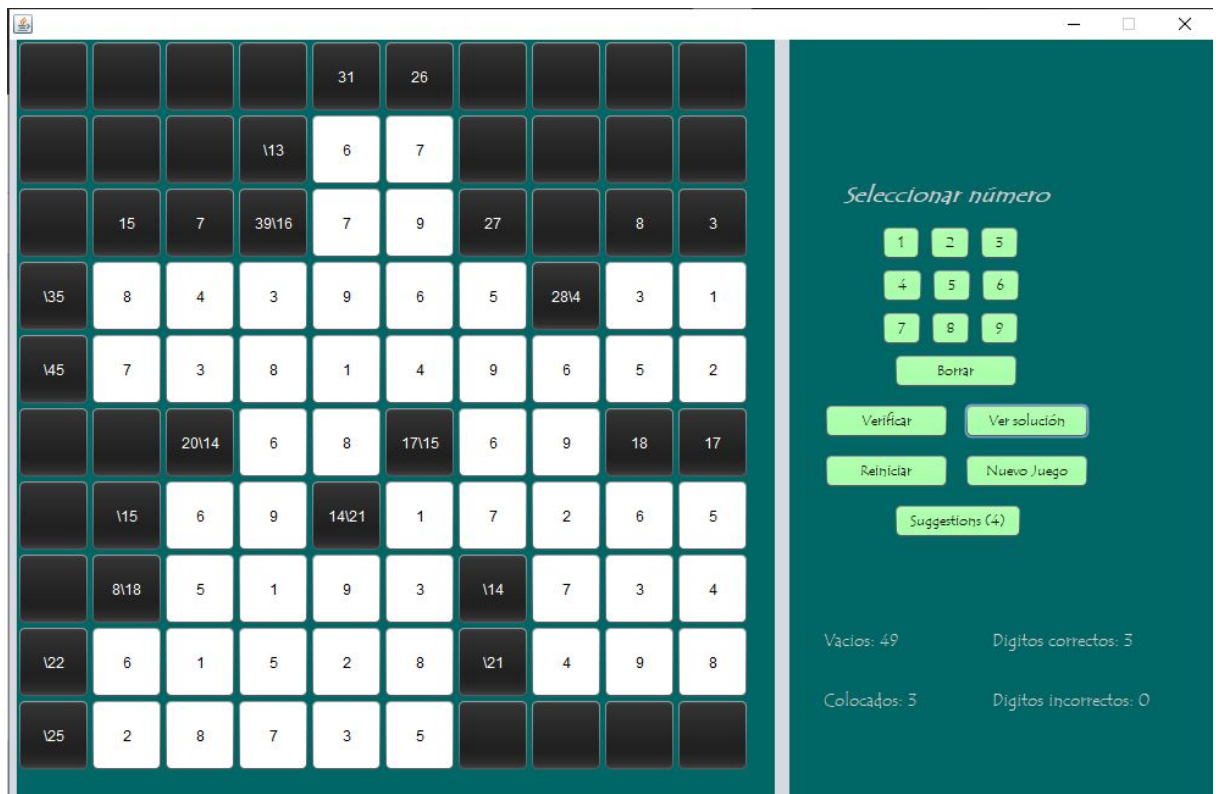 31 26
\13 6 7
Seleccionar número
15 7 39\16 7 9 27 8 3
1 2 3
\35 8 4 3 9 6 5 28\4 3 1
4 5 6
7 8 9
\45 7 3 8 1 4 9 6 5 2
Borrar
20\14 6 8 17\15 6 9 18 17
Verificar Ver solución
Reiniciar Nuevo Juego
\15 6 9 14\21 1 7 2 6 5
Suggestions (4)
8\18 5 1 9 3 \14 7 3 4
\22 6 1 5 2 8 \21 4 9 8
Vacios: 49 Digitos correctos: 3
\25 2 8 7 3 5
Colocados: 3 Digitos incorrectos: 0